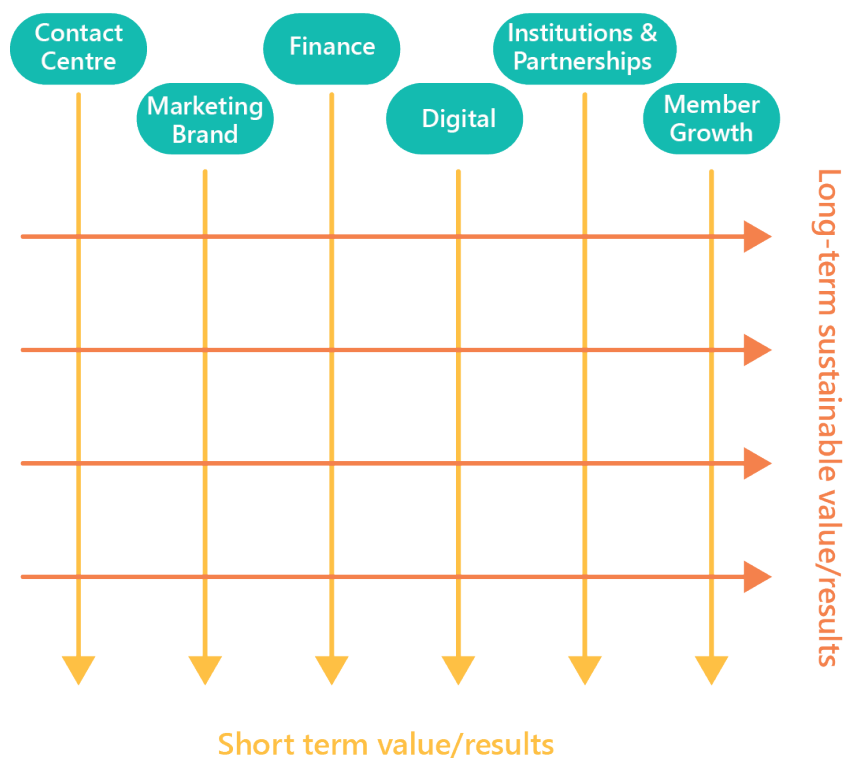 Contact
Centre
Finance
Institutions &
Partnerships
Marketing
Brand
Digital
Member
Growth
Long-term sustainable value/results
Short term value/results